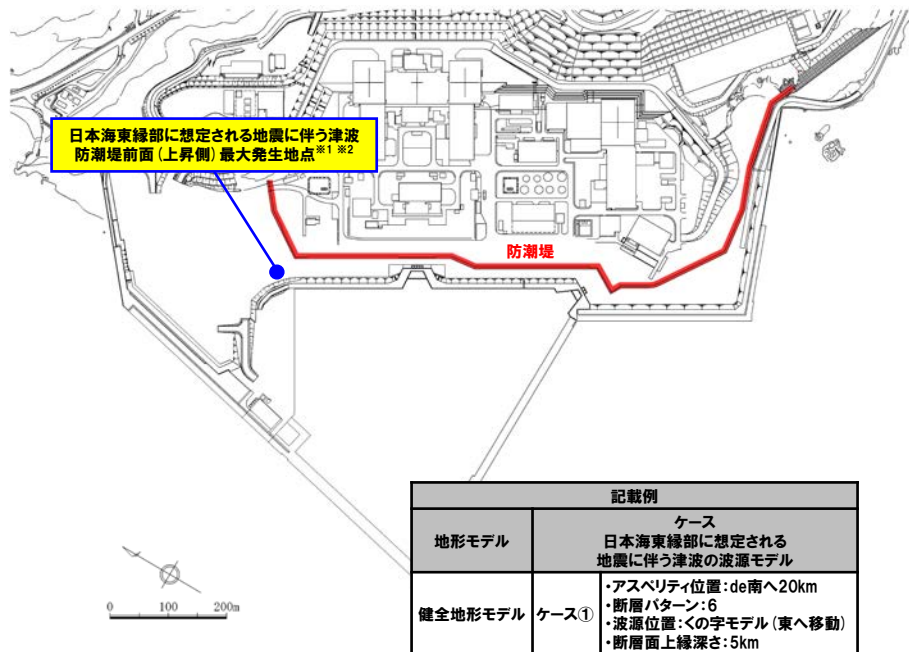 日本海東縁部に想定される地震に伴う津波
防潮堤前面(上昇側)最大発生地点※1 ※2
防潮堤
0 100 200m
記載例
地形モデル
ケース
日本海東縁部に想定される
地震に伴う津波の波源モデル
健全地形モデル
ケース①
・アスペリティ位置:de南へ20km
・断層パターン:6
・波源位置:くの字モデル(東へ移動)
・断層面上縁深さ:5km